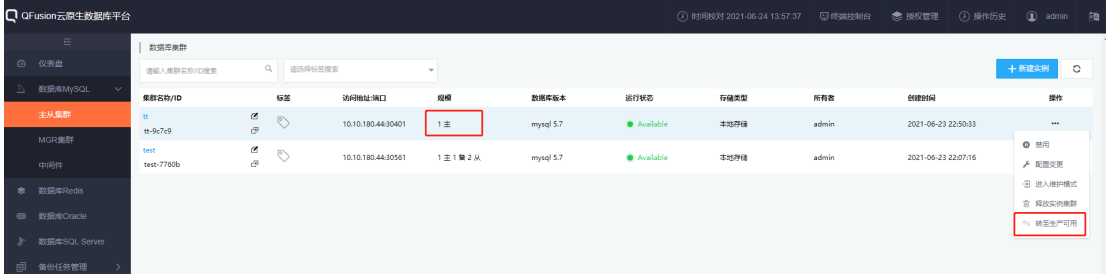 QFusion云原生数据库平台
时间校对 2021-06-24 13:57:37 终端控制台 授权管理 操作历史 admin
仪表盘
数据库MySQL
主从集群
MGR集群
中间件
数据库Redis
数据库Oracle
数据库SQL Server
备份任务管理
数据库集群
请输入集群名称/ID搜索 请选择标签搜索 + 新建实例
集群名称/ID 标签 访问地址:端口 规模 数据库版本 运行状态 存储类型 所有者 创建时间 操作
tt
tt-9c7c9 10.10.180.44:30401 1 主 mysql 5.7 Available 本地存储 admin 2021-06-23 22:50:33 ...
test
test-7760b 10.10.180.44:30561 1 主 1 备 2 从 mysql 5.7 Available 本地存储 admin 2021-06-23 22:07:16
禁用
配置变更
进入维护模式
释放实例集群
转至生产可用